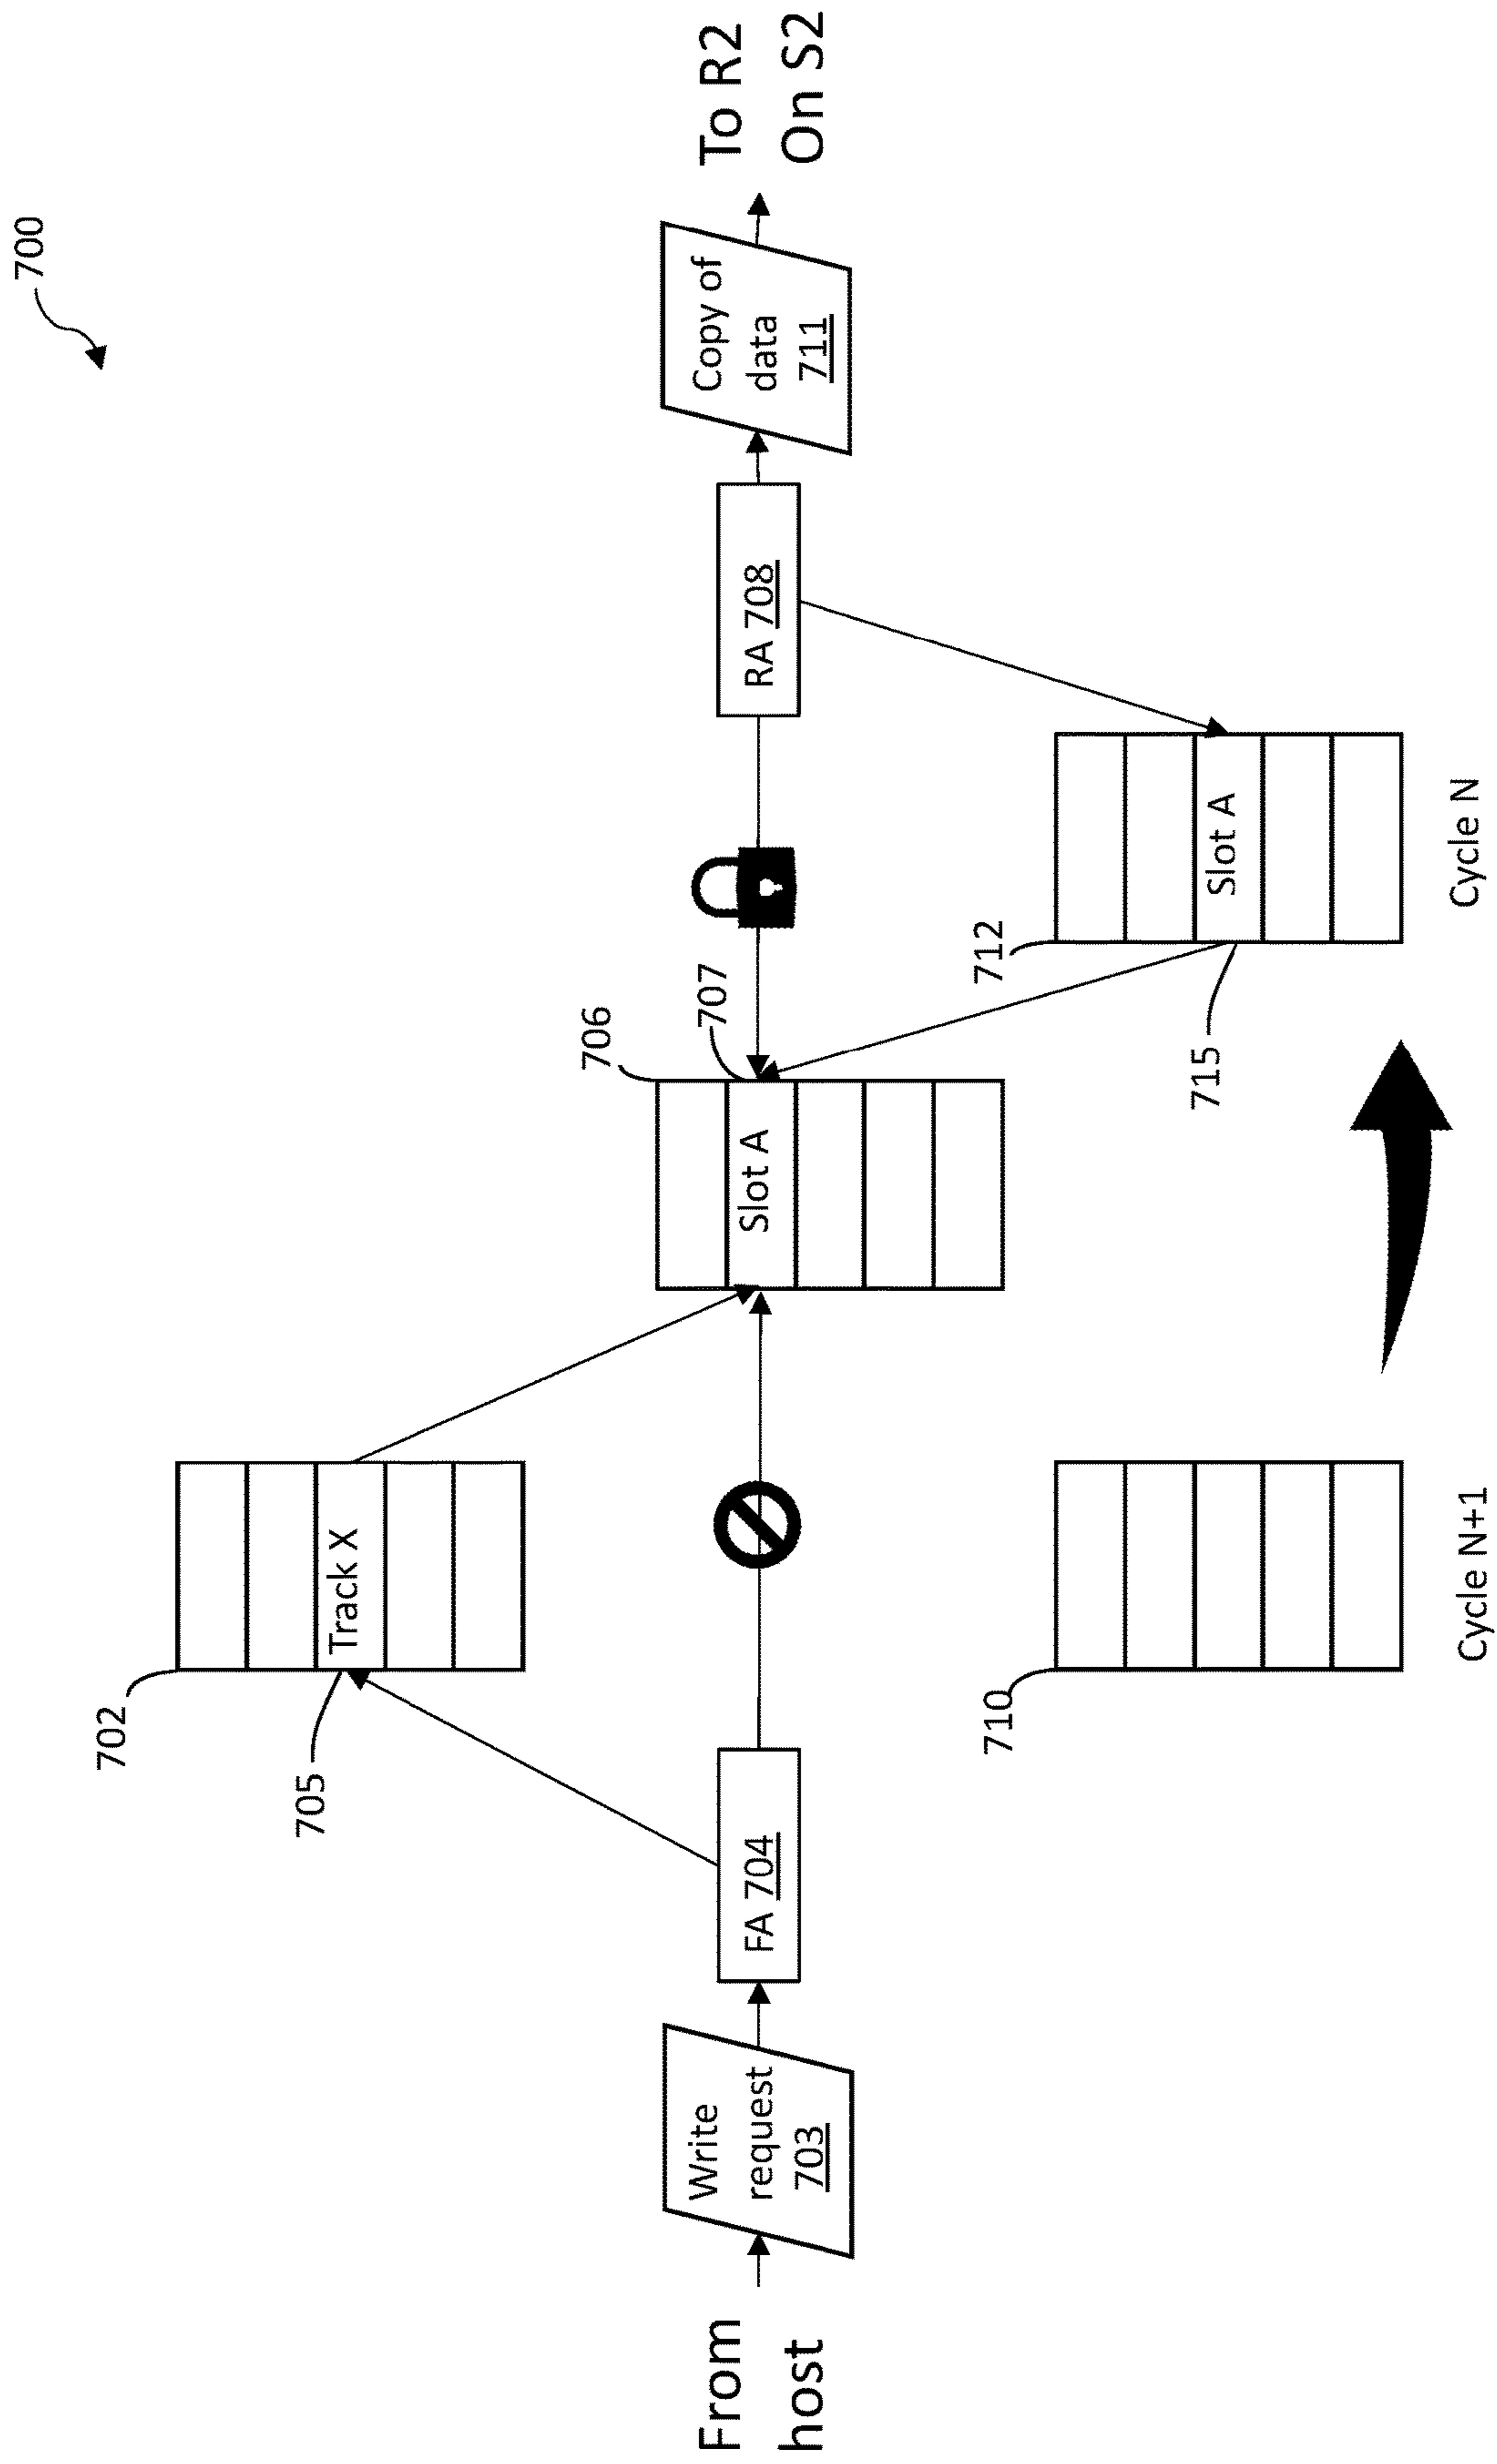 700
702
705
Track X
From
host
Write
request
703
FA 704
706
707
Slot A
RA 708
Copy of
data
711
To R2
On S2
710
Cycle N+1
712
715
Slot A
Cycle N